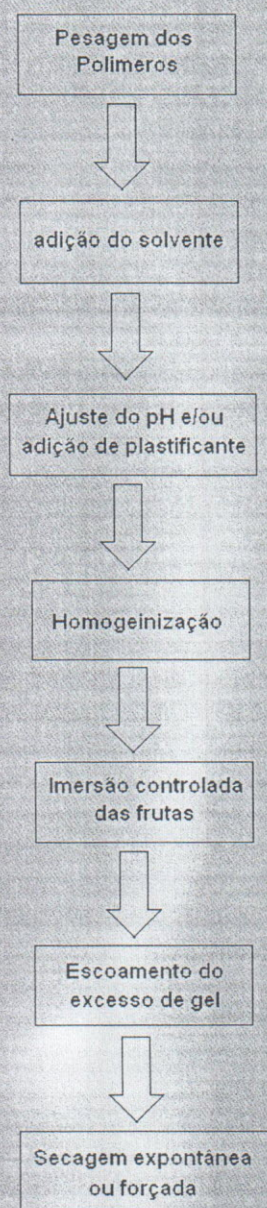 Pesagem dos
Polimeros
adição do solvente
Ajuste do pH e/ou
adição de plastificante
Homogeinização
Imersão controlada
das frutas
Escoamento do
excesso de gel
Secagem expontânea
ou forçada